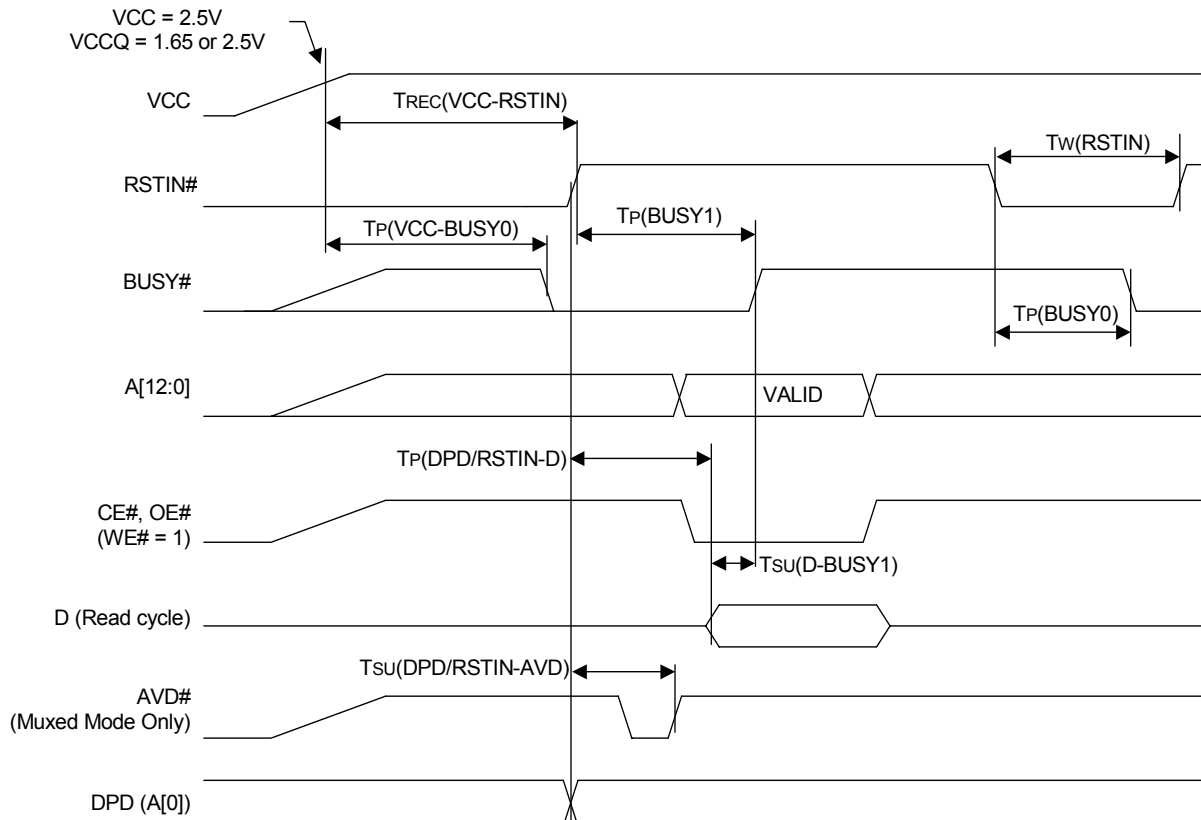 VCC = 2.5V
VCCQ = 1.65 or 2.5V
VCC
TREC(VCC-RSTIN)
TW(RSTIN)
RSTIN#
TP(VCC-BUSY0)
TP(BUSY1)
BUSY#
TP(BUSY0)
A[12:0]
VALID
TP(DPD/RSTIN-D)
CE#, OE#
(WE# = 1)
TSU(D-BUSY1)
D (Read cycle)
TSU(DPD/RSTIN-AVD)
AVD#
(Muxed Mode Only)
DPD (A[0])